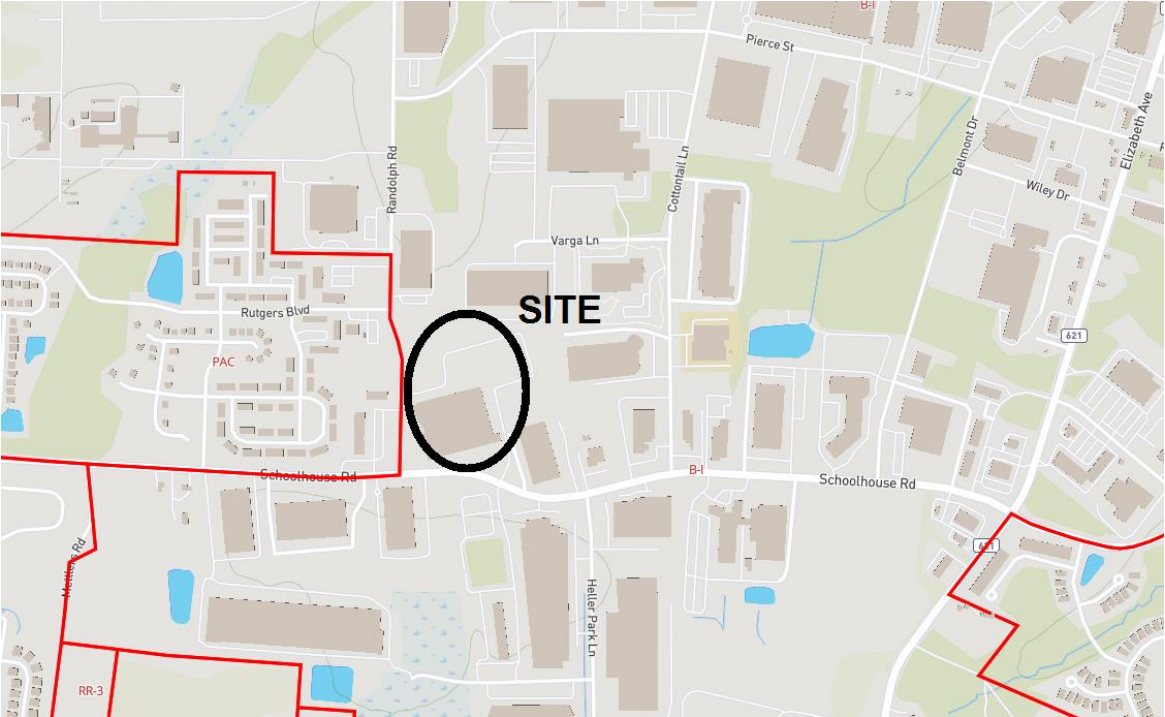 B-I
Pierce St
Elizabeth Ave
Belmont Dr
Randolph Rd
Cottontail Ln
Wiley Dr
Varga Ln
SITE
Rutgers Blvd
621
PAC
B-I
Schoolhouse Rd
Schoolhouse Rd
621
Mettlers Rd
Heller Park Ln
RR-3